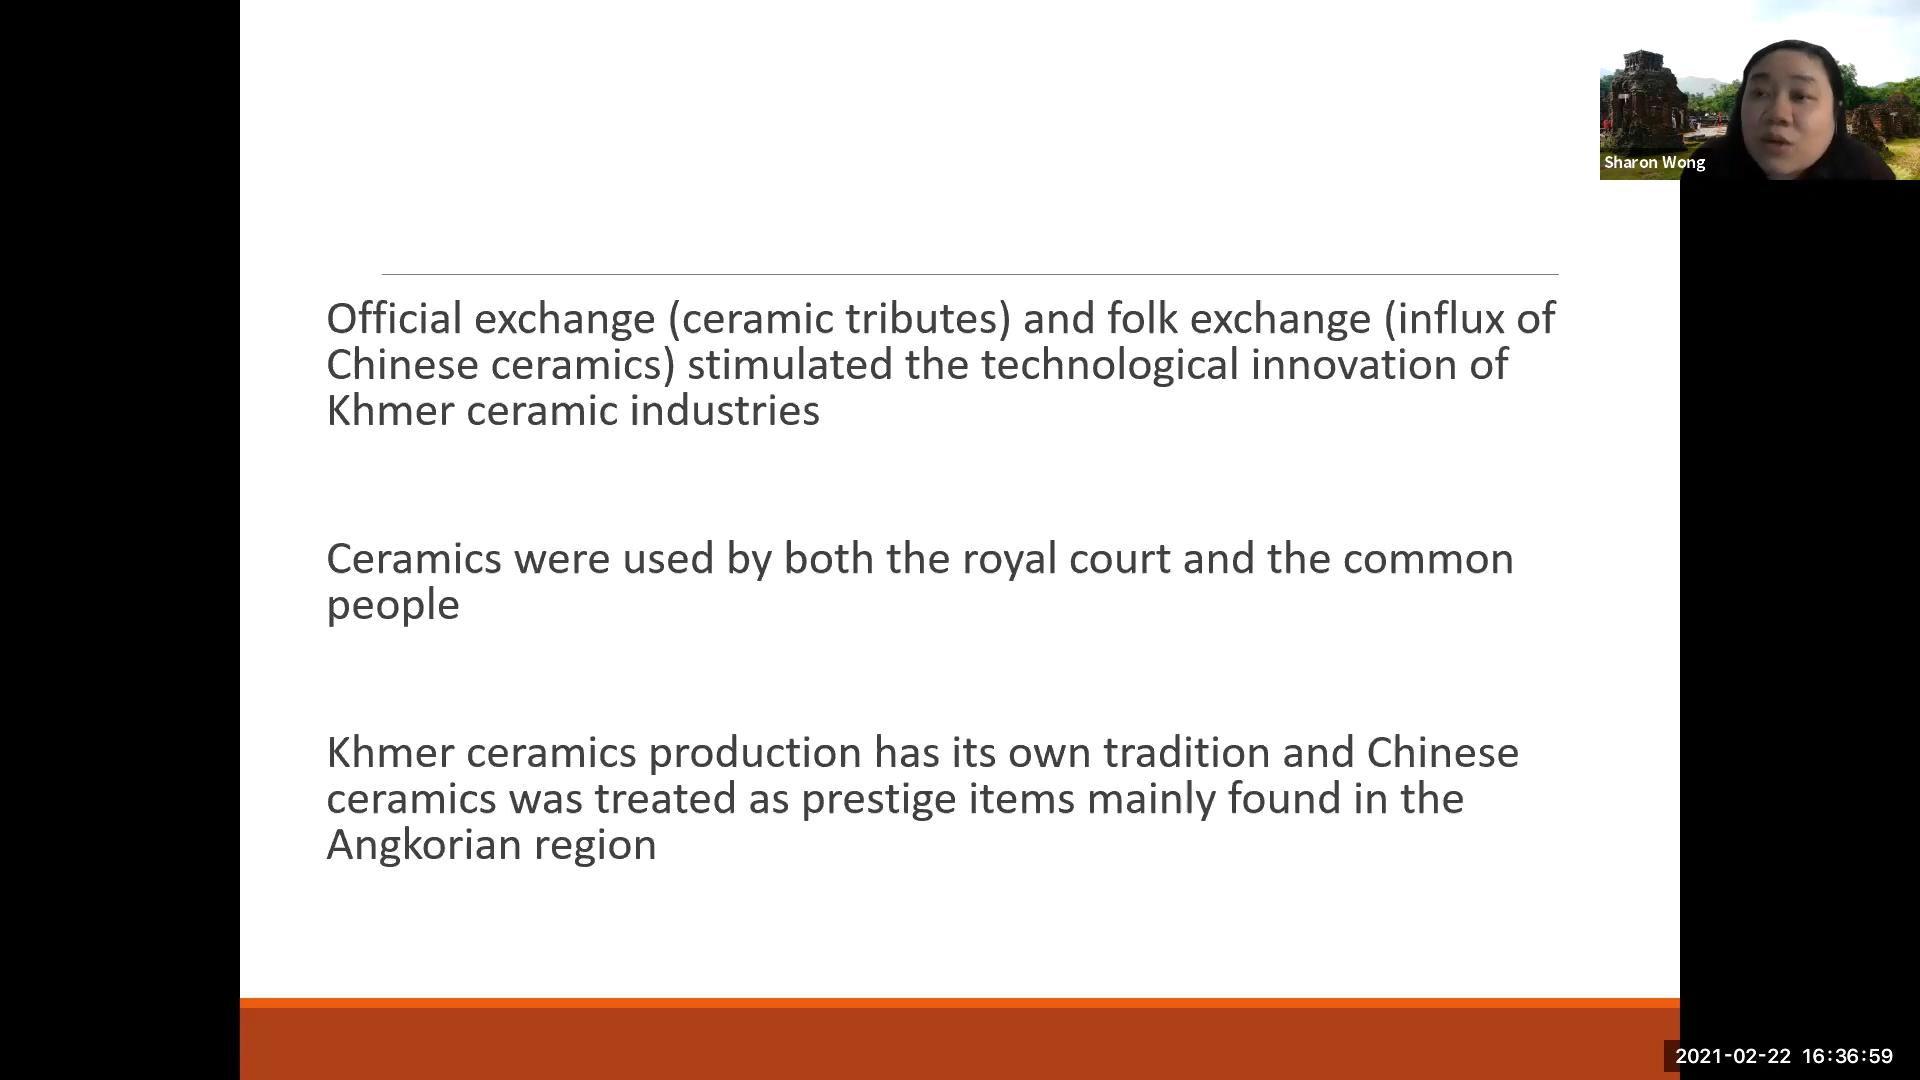 Sharon Wong
Official exchange (ceramic tributes) and folk exchange (influx of
Chinese ceramics) stimulated the technological innovation of
Khmer ceramic industries
Ceramics were used by both the royal court and the common
people
Khmer ceramics production has its own tradition and Chinese
ceramics was treated as prestige items mainly found in the
Angkorian region
2021-02-22 16:36:59